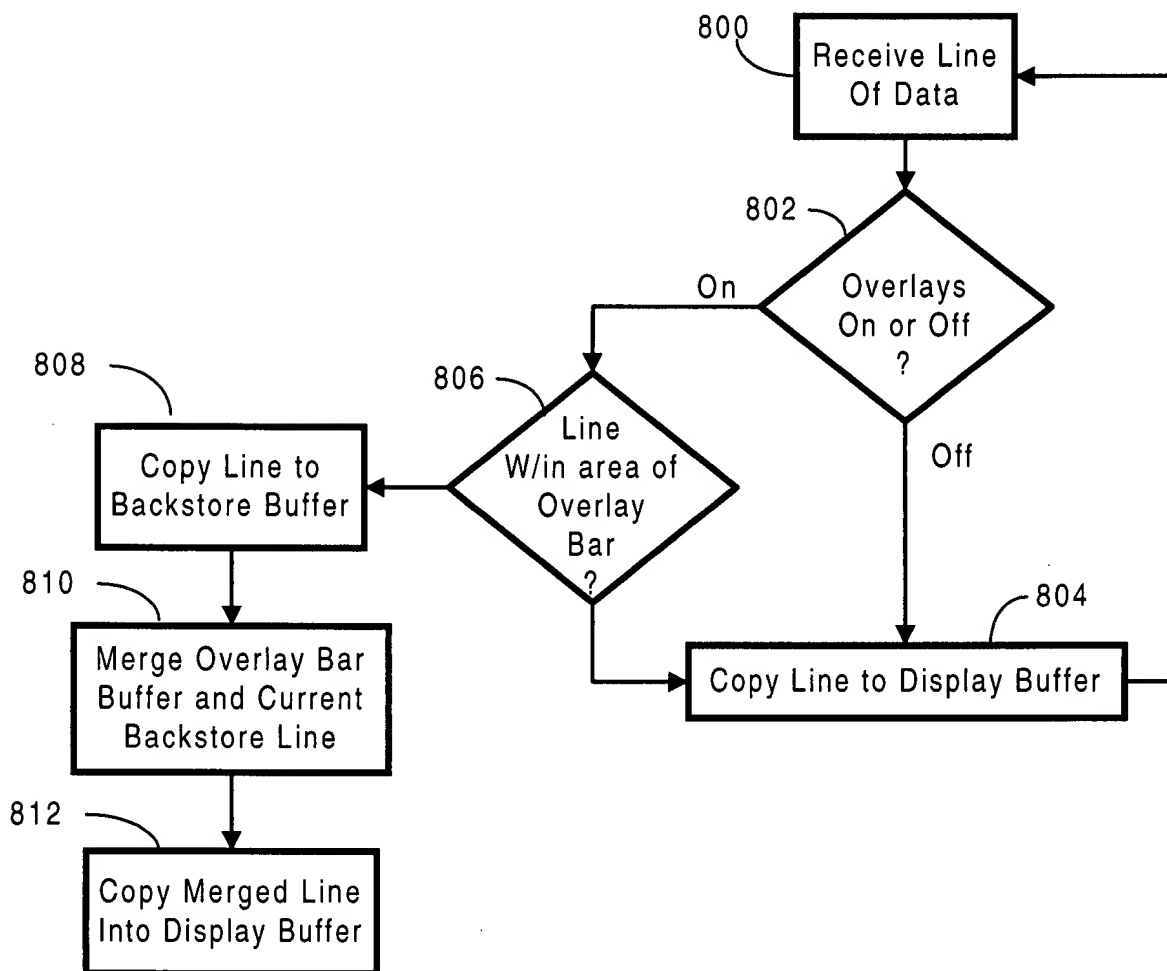 800
Receive Line
Of Data
802
Overlays
On or Off
?
On
Off
806
Line
W/in area of
Overlay
Bar
?
808
Copy Line to
Backstore Buffer
804
Copy Line to Display Buffer
810
Merge Overlay Bar
Buffer and Current
Backstore Line
812
Copy Merged Line
Into Display Buffer